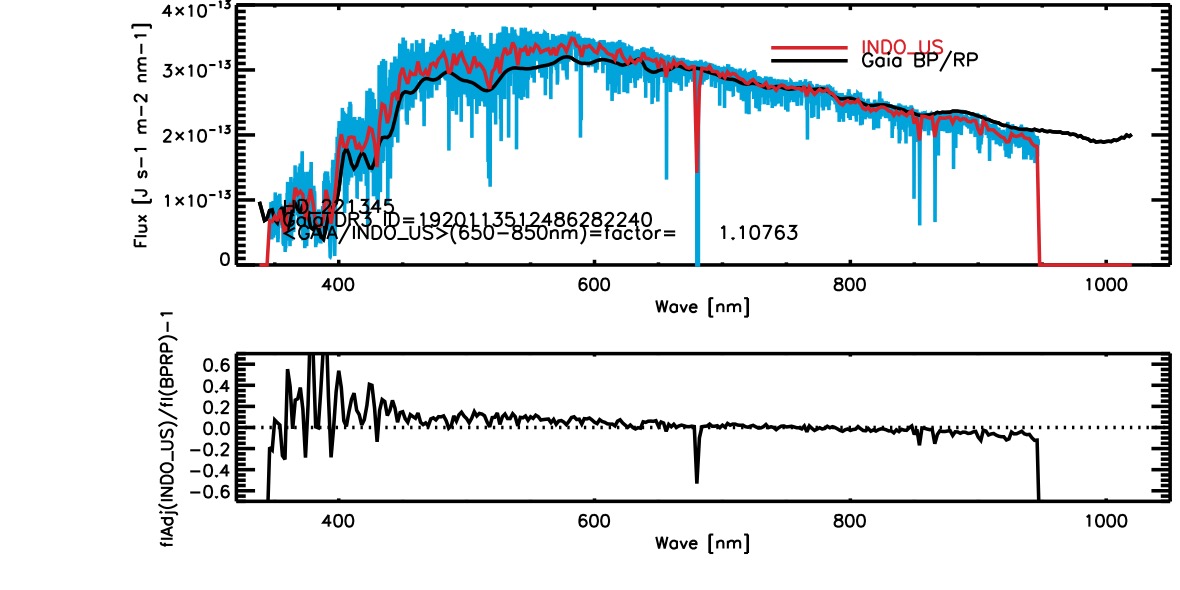 4×10−13
3×10−13
2×10−13
1×10−13
0
Flux [J s−1 m−2 nm−1]
INDO_US
Gaia BP/RP
HD_221345
Gaia/DR3 ID=1920113512486282240
<GAIA/INDO_US>(650−850nm)=factor= 1.10763
400 600 800 1000
Wave [nm]
flAdj(INDO_US)/fl(BPRP)−1
0.6
0.4
0.2
0.0
−0.2
−0.4
−0.6
400 600 800 1000
Wave [nm]